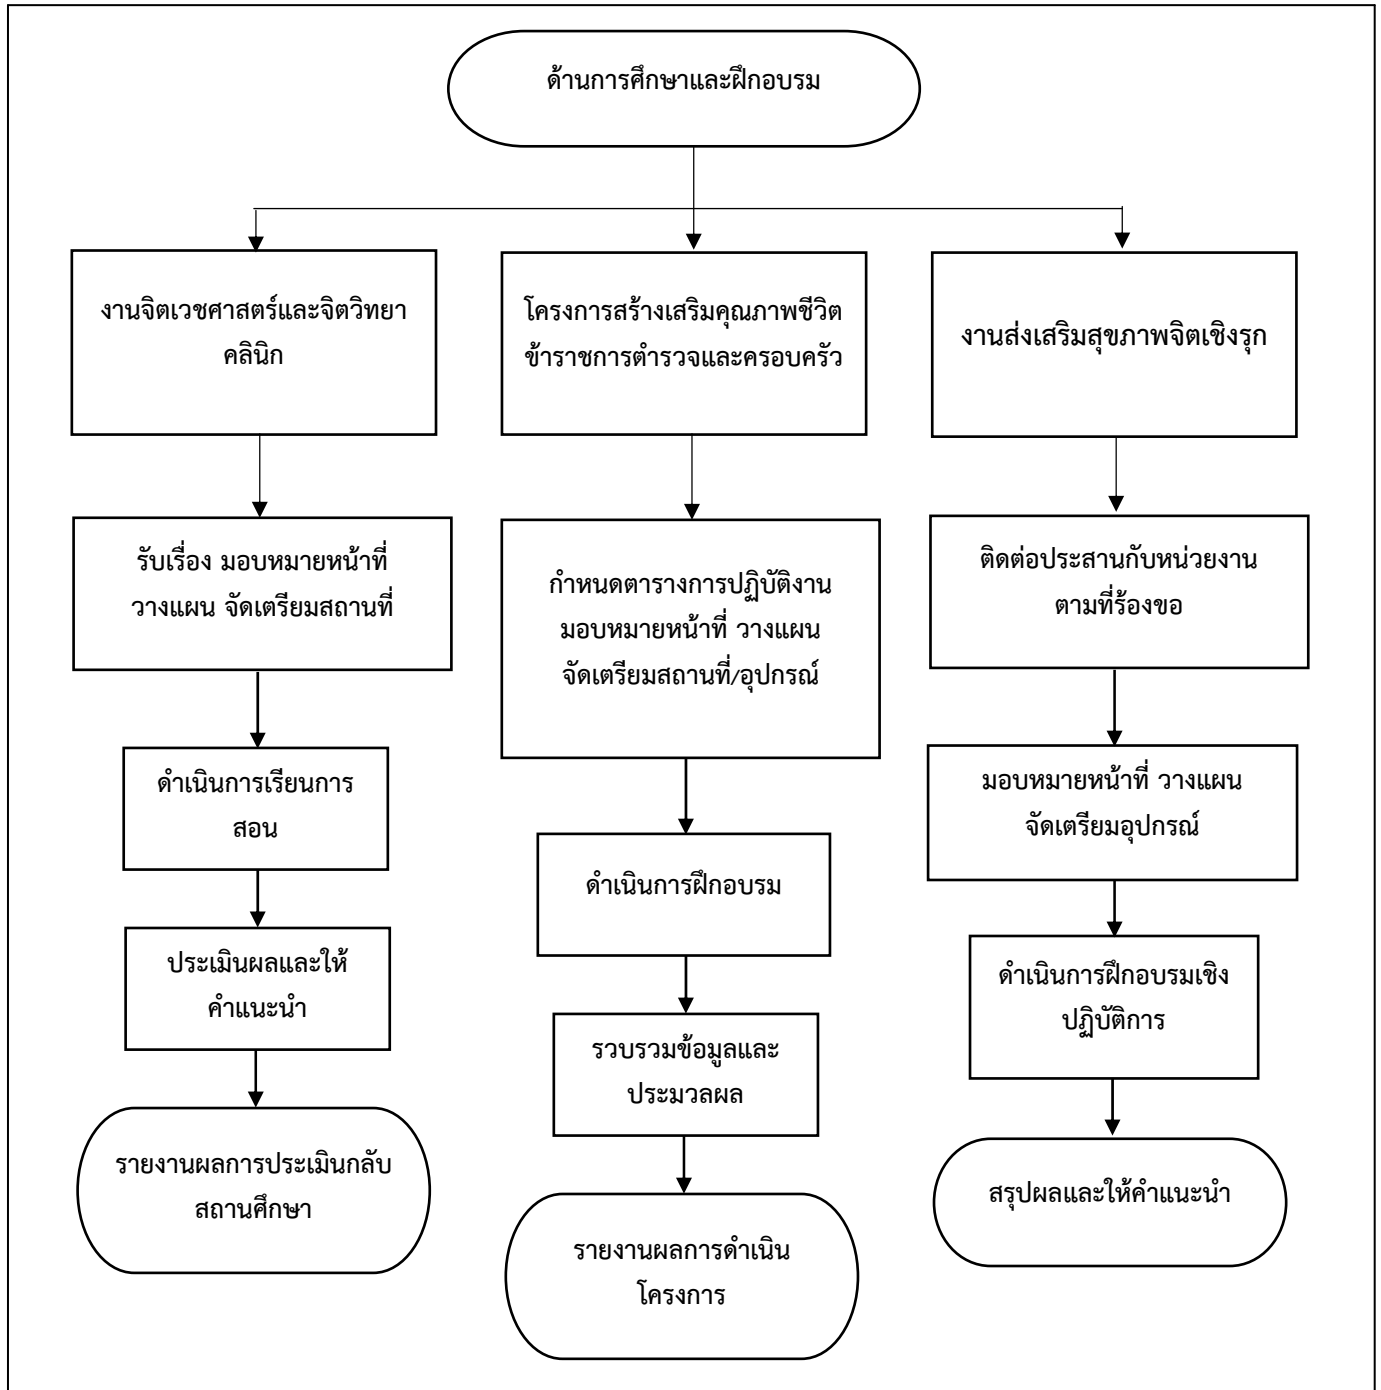 ด้านการศึกษาและฝึกอบรม
งานจิตเวชศาสตร์และจิตวิทยา
คลินิก
รับเรื่อง มอบหมายหน้าที่
วางแผน จัดเตรียมสถานที่
ดำเนินการเรียนการ
สอน
ประเมินผลและให้
คำแนะนำ
รายงานผลการประเมินกลับ
สถานศึกษา
โครงการสร้างเสริมคุณภาพชีวิต
ข้าราชการตำรวจและครอบครัว
กำหนดตารางการปฏิบัติงาน
มอบหมายหน้าที่ วางแผน
จัดเตรียมสถานที่/อุปกรณ์
ดำเนินการฝึกอบรม
รวบรวมข้อมูลและ
ประมวลผล
รายงานผลการดำเนิน
โครงการ
งานส่งเสริมสุขภาพจิตเชิงรุก
ติดต่อประสานกับหน่วยงาน
ตามที่ร้องขอ
มอบหมายหน้าที่ วางแผน
จัดเตรียมอุปกรณ์
ดำเนินการฝึกอบรมเชิง
ปฏิบัติการ
สรุปผลและให้คำแนะนำ